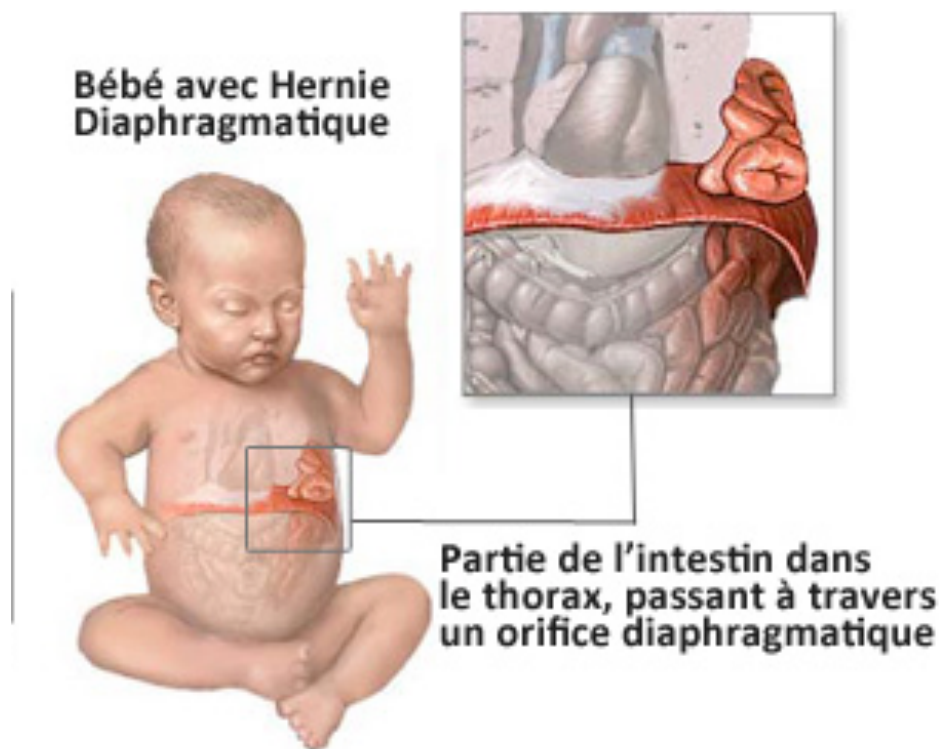 Bébé avec Hernie
Diaphragmatique
Partie de l'intestin dans
le thorax, passant à travers
un orifice diaphragmatique